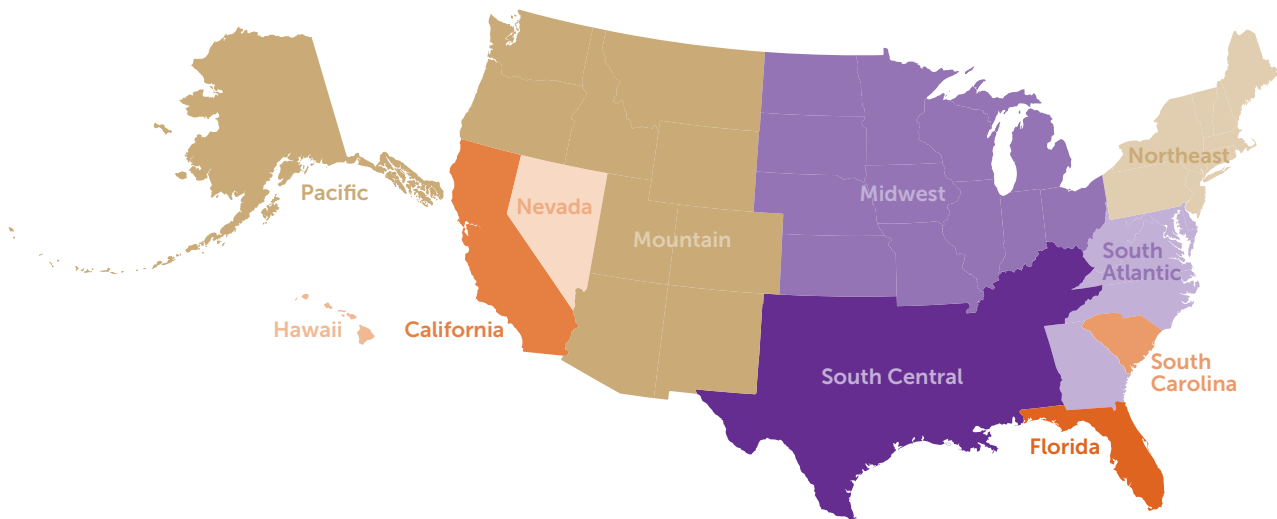 Northeast
Pacific
Nevada
Midwest
Mountain
South
Atlantic
Hawaii
California
South Central
South
Carolina
Florida